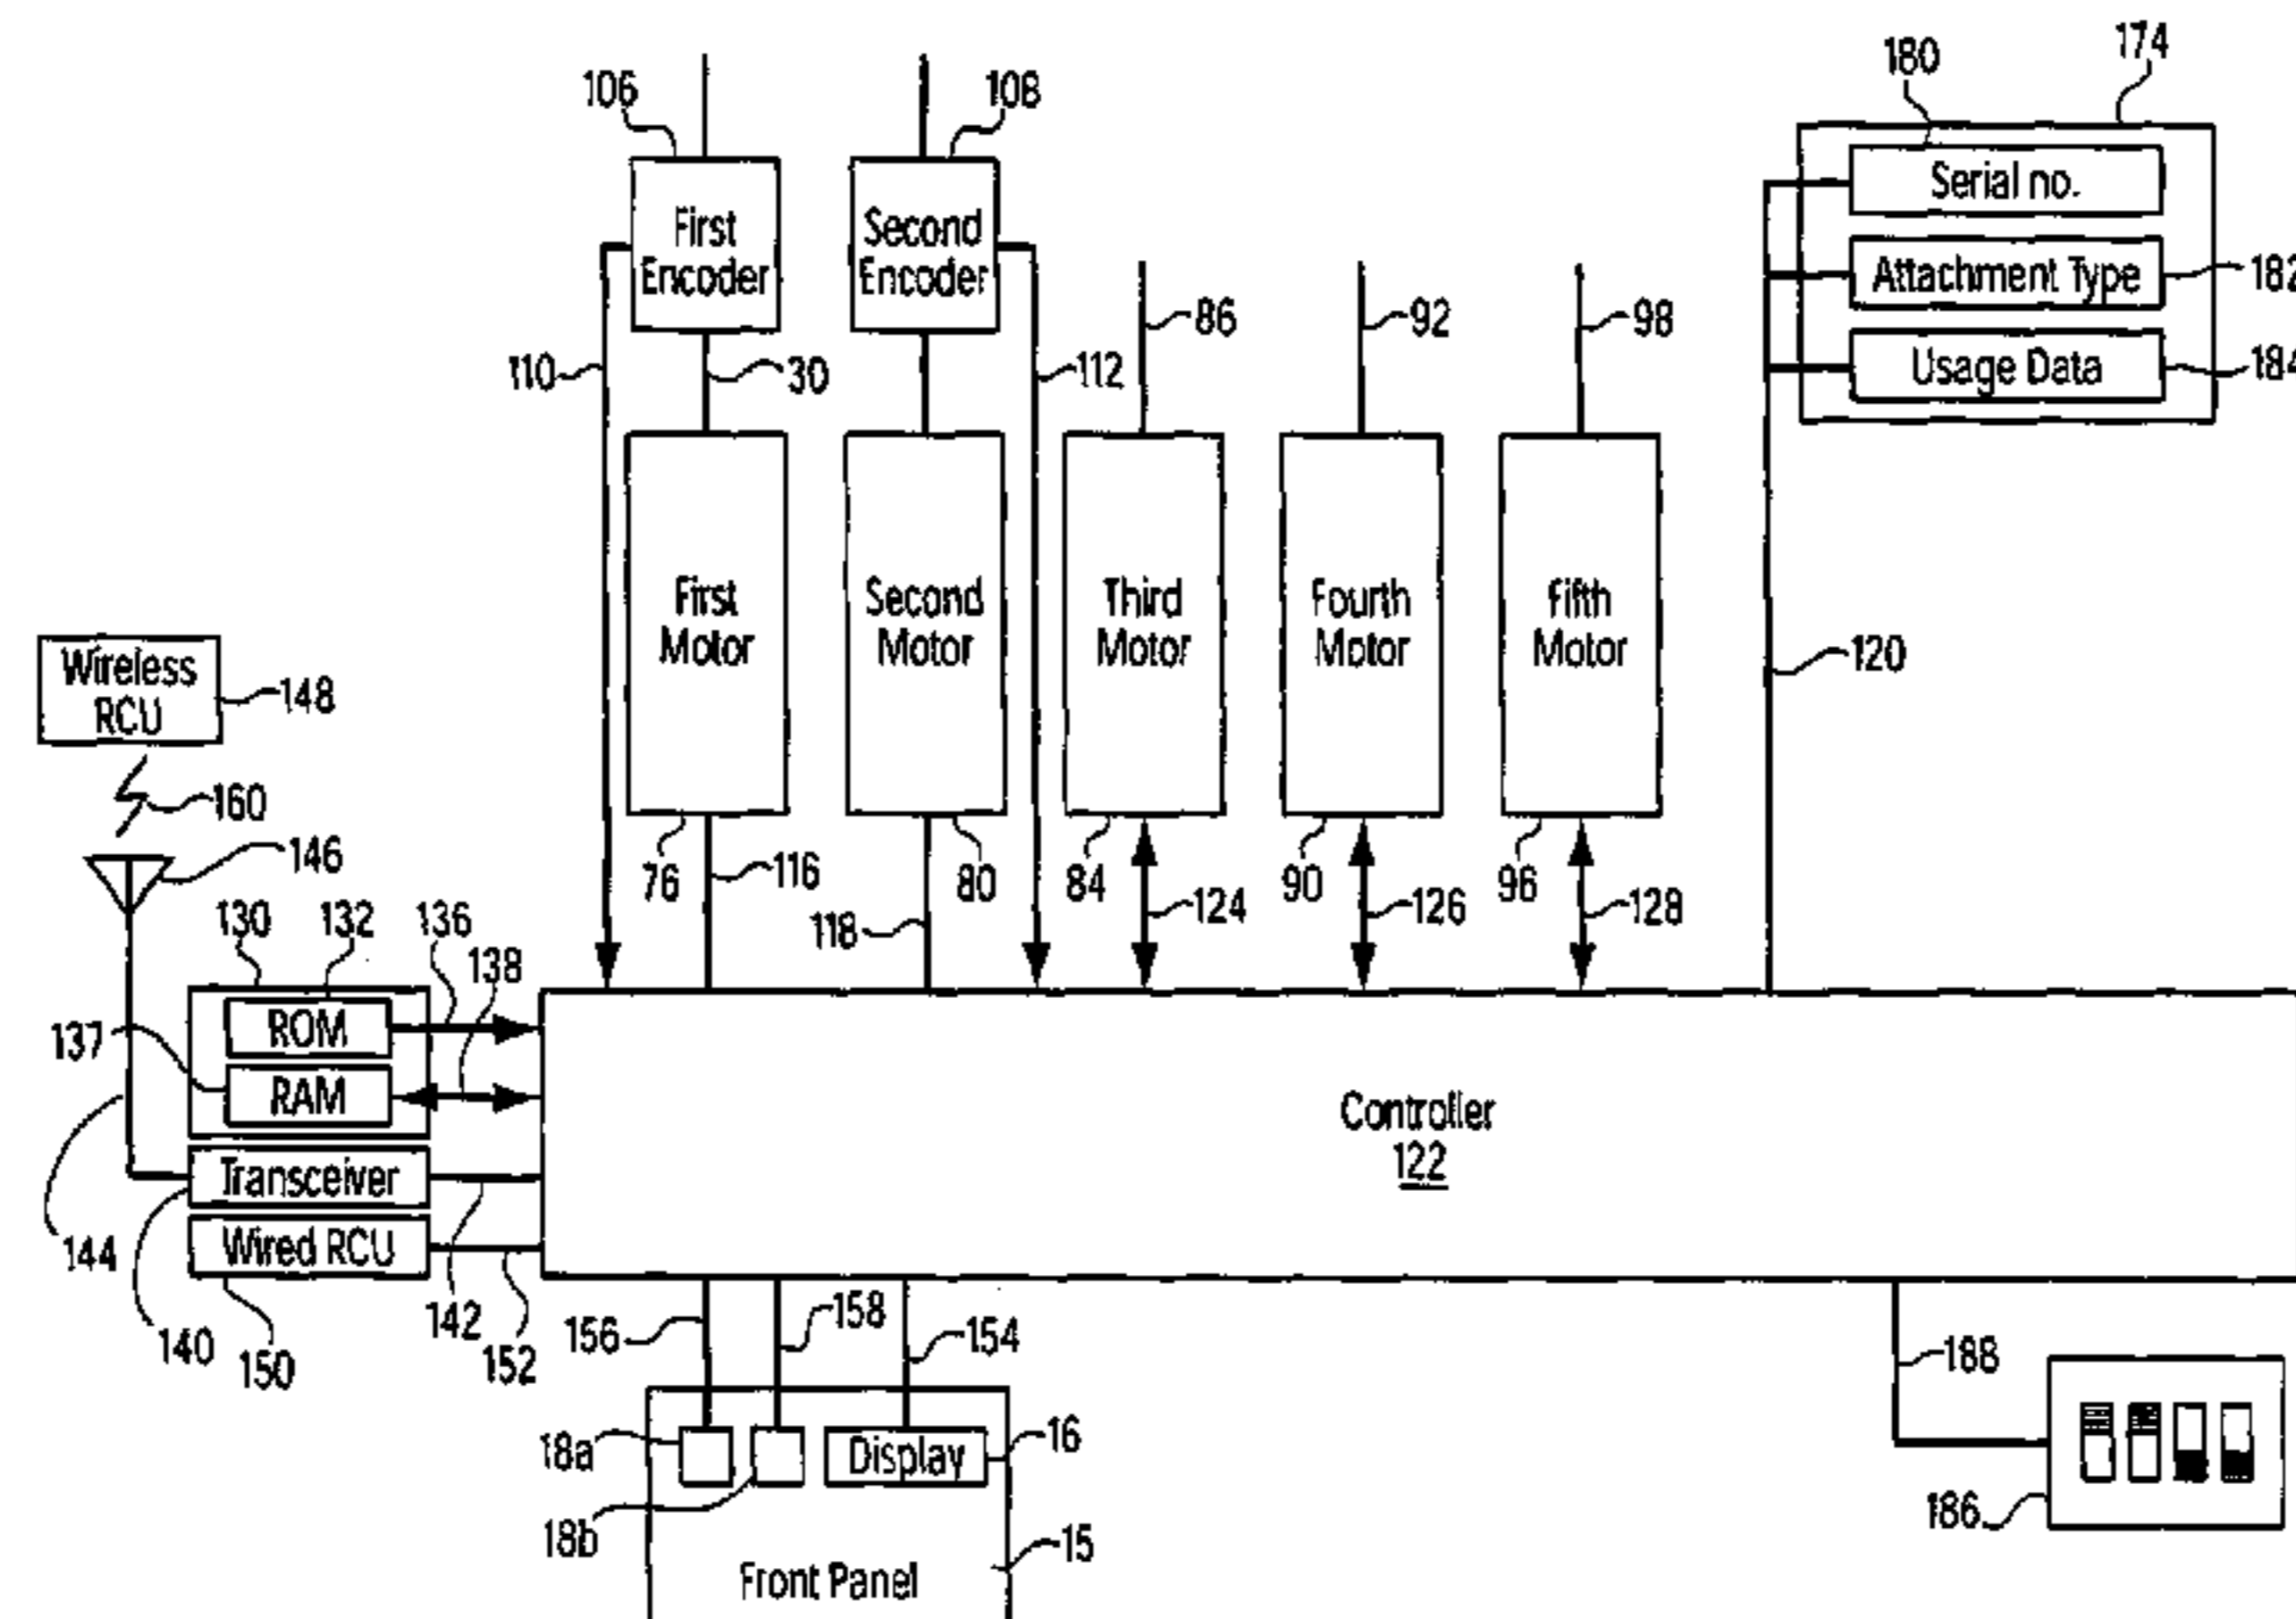 106
108
180
174
First
Encoder
Second
Encoder
Serial no.
Attachment Type
182
Usage Data
184
110
30
112
86
92
98
First
Motor
Second
Motor
Third
Motor
Fourth
Motor
Fifth
Motor
120
Wireless
RCU
148
160
146
76
116
118
80
84
124
90
126
96
128
130
132
136
138
137
ROM
RAM
Transceiver
Wired RCU
144
140
150
142
152
Controller
122
156
158
154
188
18a
18b
Display
16
15
Front Panel
186